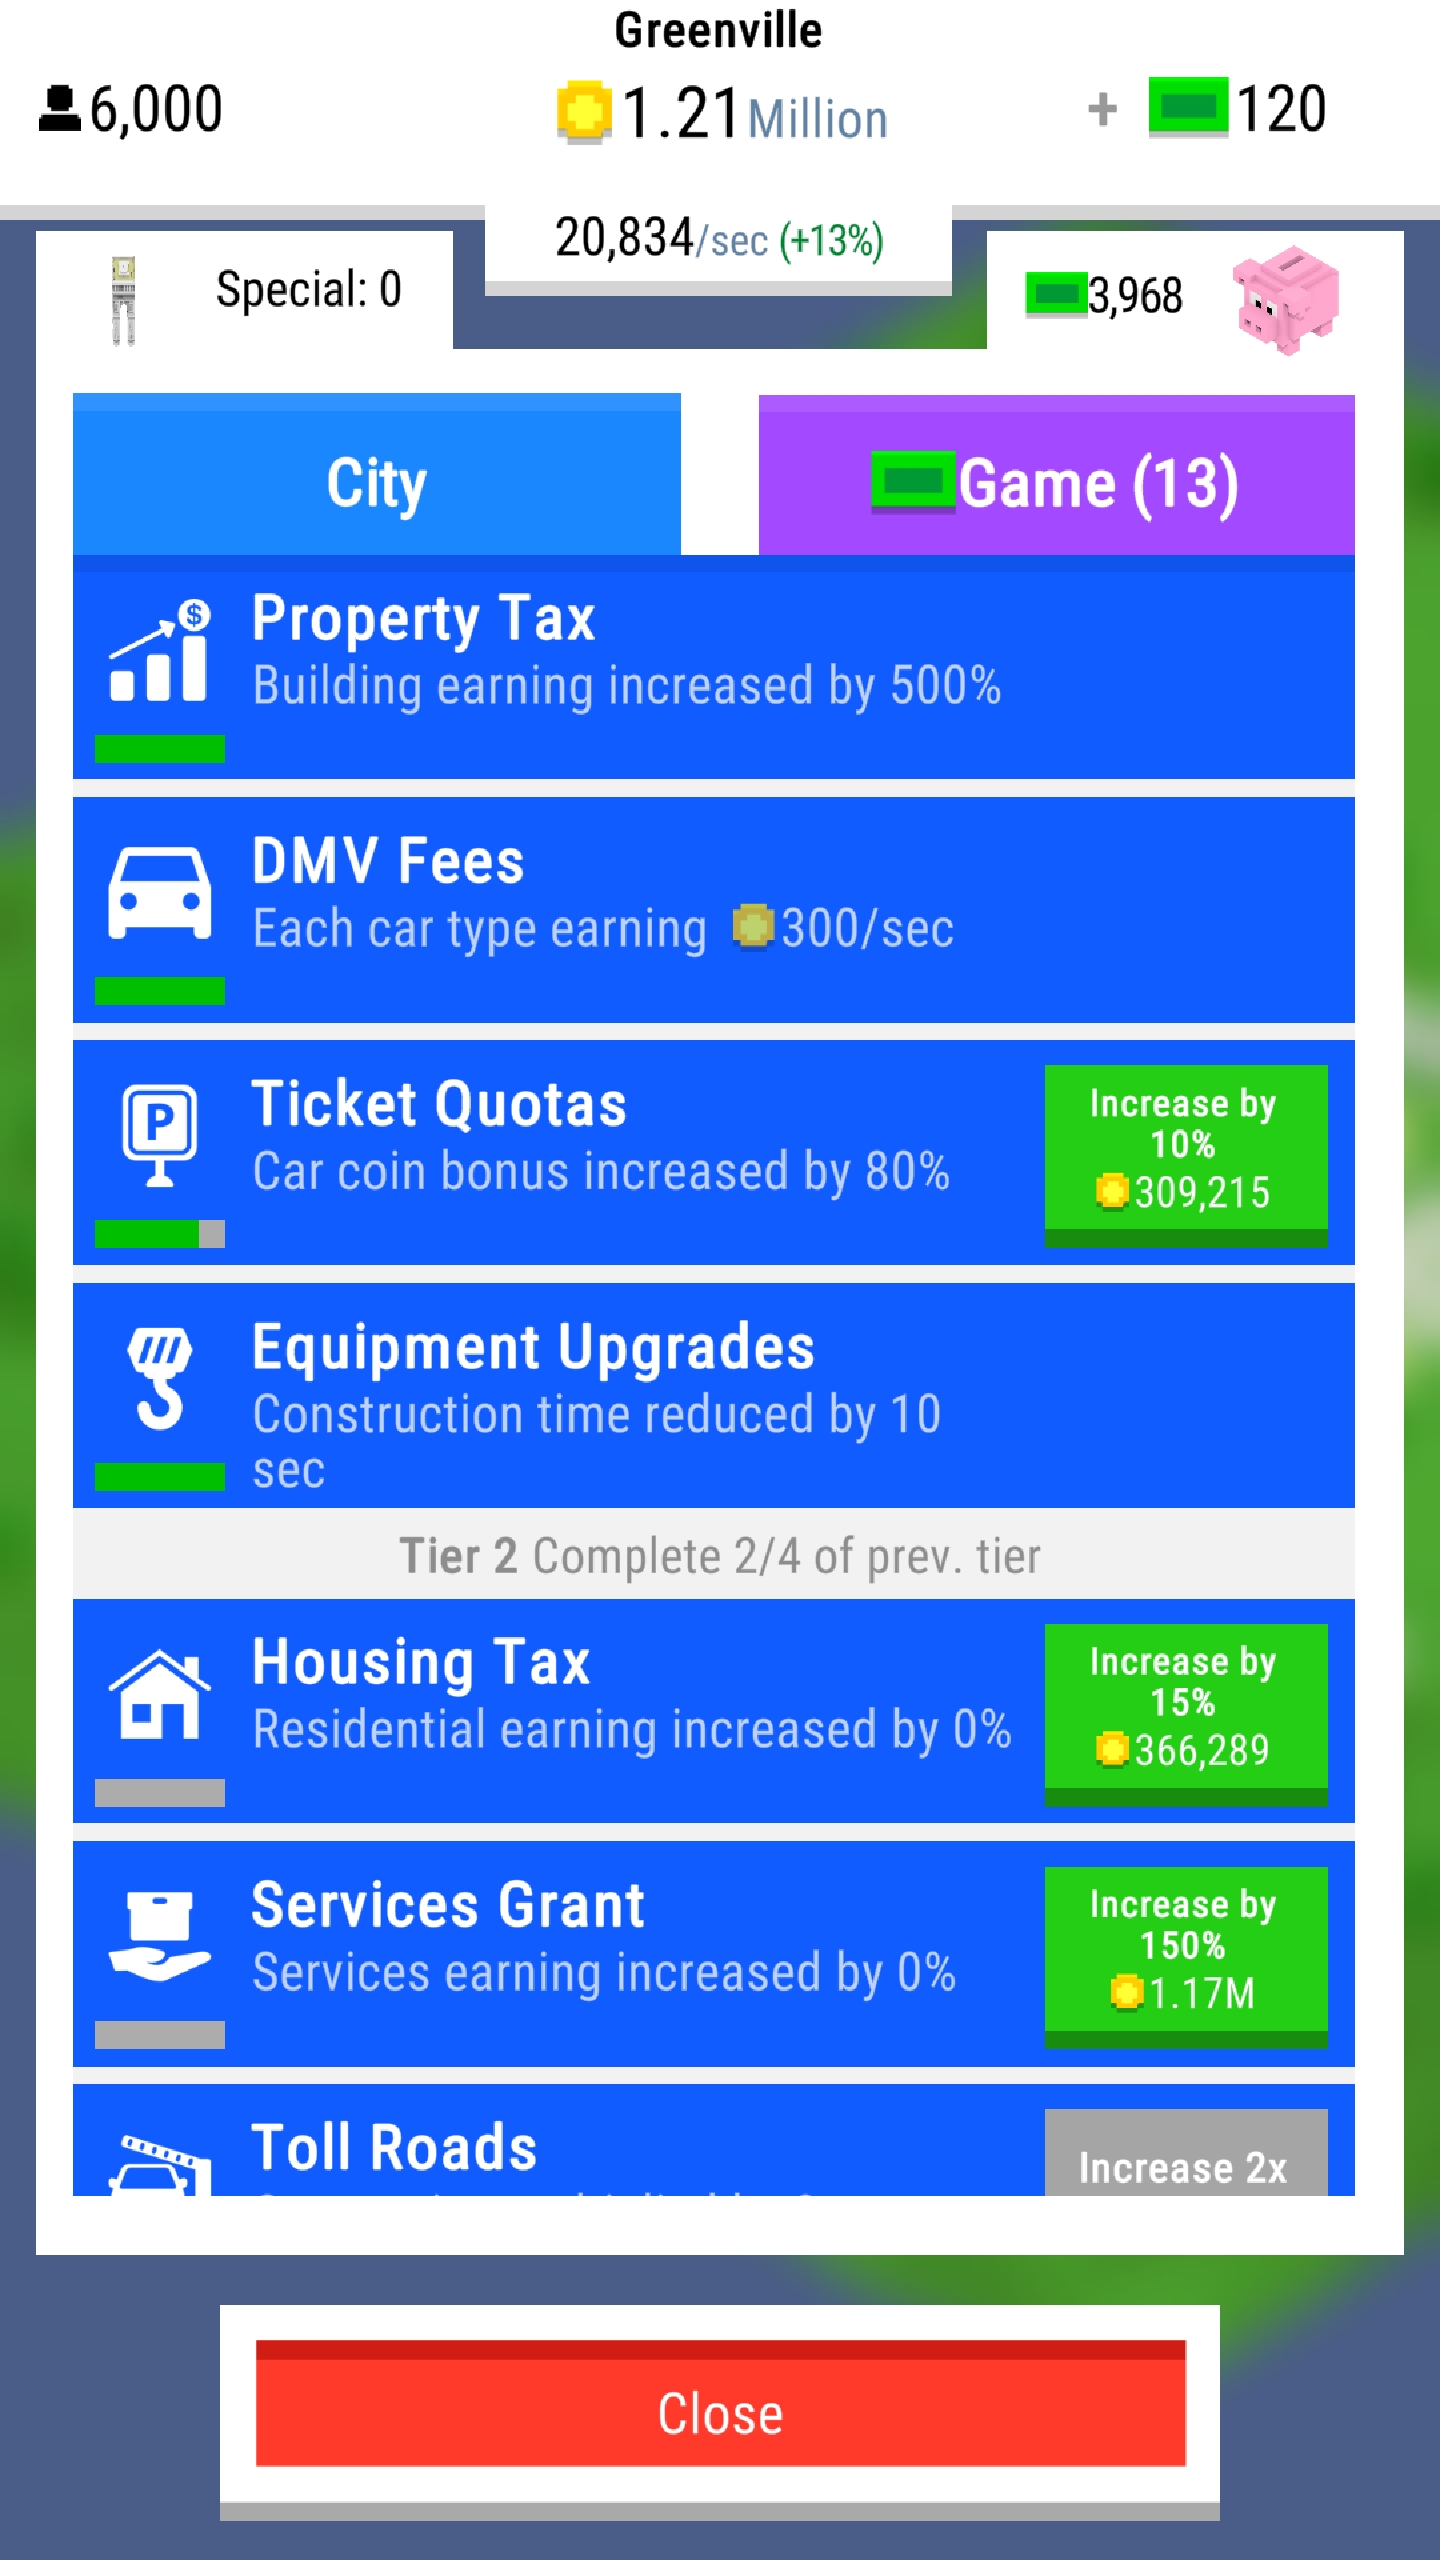 Greenville
6,000
1.21 Million
+ 120
20,834/sec (+13%)
Special: 0
3,968
City
Game (13)
Property Tax
Building earning increased by 500%
DMV Fees
Each car type earning 300/sec
Ticket Quotas
Car coin bonus increased by 80%
Increase by
10%
309,215
Equipment Upgrades
Construction time reduced by 10
sec
Tier 2 Complete 2/4 of prev. tier
Housing Tax
Residential earning increased by 0%
Increase by
15%
366,289
Services Grant
Services earning increased by 0%
Increase by
150%
1.17M
Toll Roads
Increase 2x
Close